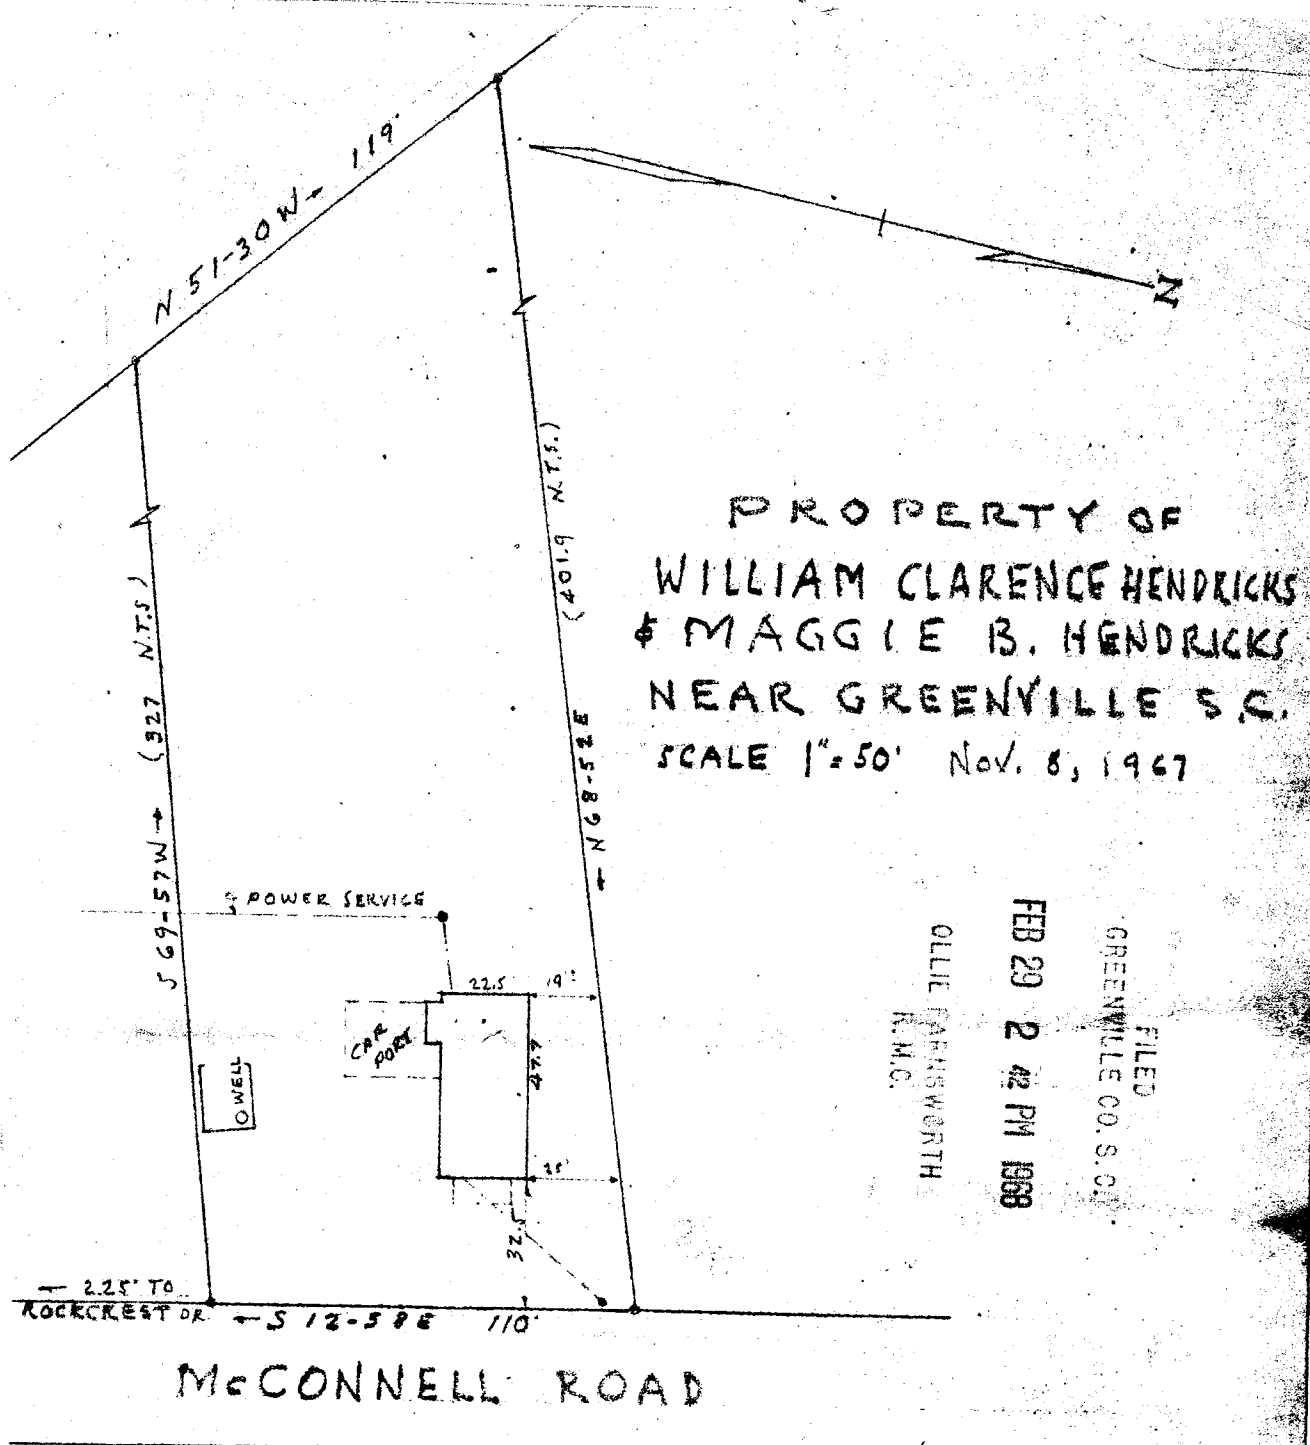 N 51-30 W → 119'
N
(401.9 N.T.S.)
← N 68-52 E
S 69-57 W → (327 N.T.S)
PROPERTY OF
WILLIAM CLARENCE HENDRICKS
& MAGGIE B. HENDRICKS
NEAR GREENVILLE S.C.
SCALE 1"=50' Nov. 8, 1967
POWER SERVICE
22.5
19'±
CAR
PORT
47.7
O WELL
25'
32.5
FILED
GREENVILLE CO. S.C.
FEB 29 2 42 PM 1968
OLLIE FARNSWORTH
R.M.C.
← 225' TO
ROCKCREST DR
← S 12-58 E 110'
McCONNELL ROAD